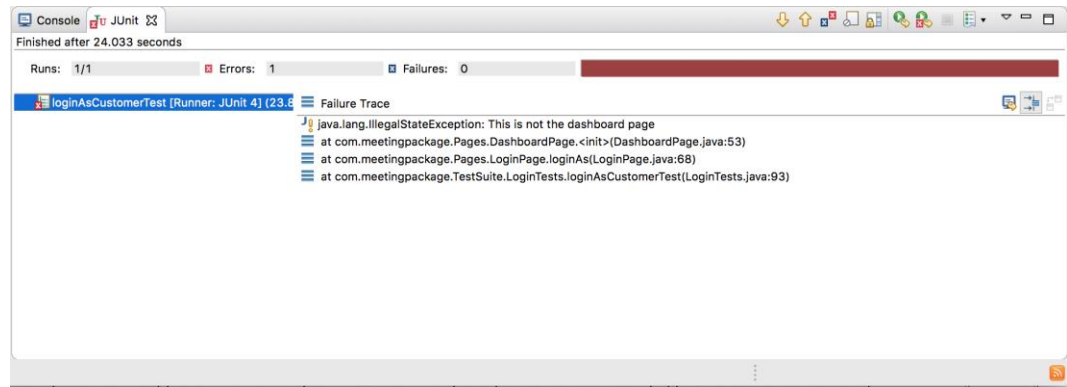 Console JUnit
Finished after 24.033 seconds
Runs: 1/1 Errors: 1 Failures: 0
loginAsCustomerTest [Runner: JUnit 4] (23.8
Failure Trace
java.lang.IllegalStateException: This is not the dashboard page
at com.meetingpackage.Pages.DashboardPage.<init>(DashboardPage.java:53)
at com.meetingpackage.Pages.LoginPage.loginAs(LoginPage.java:68)
at com.meetingpackage.TestSuite.LoginTests.loginAsCustomerTest(LoginTests.java:93)